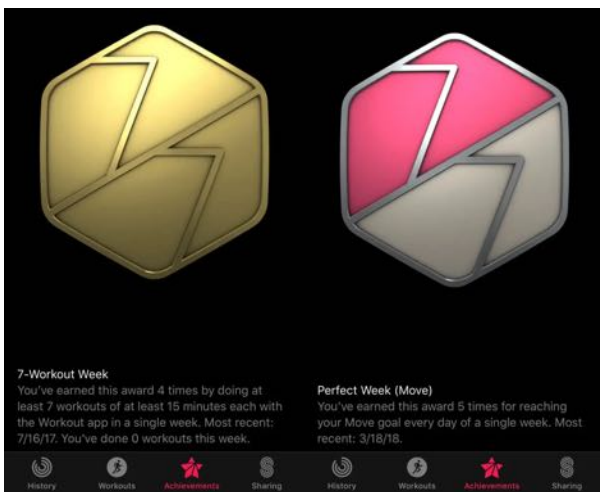 7-Workout Week
You've earned this award 4 times by doing at
least 7 workouts of at least 15 minutes each with
the Workout app in a single week. Most recent:
7/16/17. You've done 0 workouts this week.
Perfect Week (Move)
You've earned this award 5 times for reaching
your Move goal every day of a single week. Most
recent: 3/18/18.
History Workouts Achievements Sharing
History Workouts Achievements Sharing